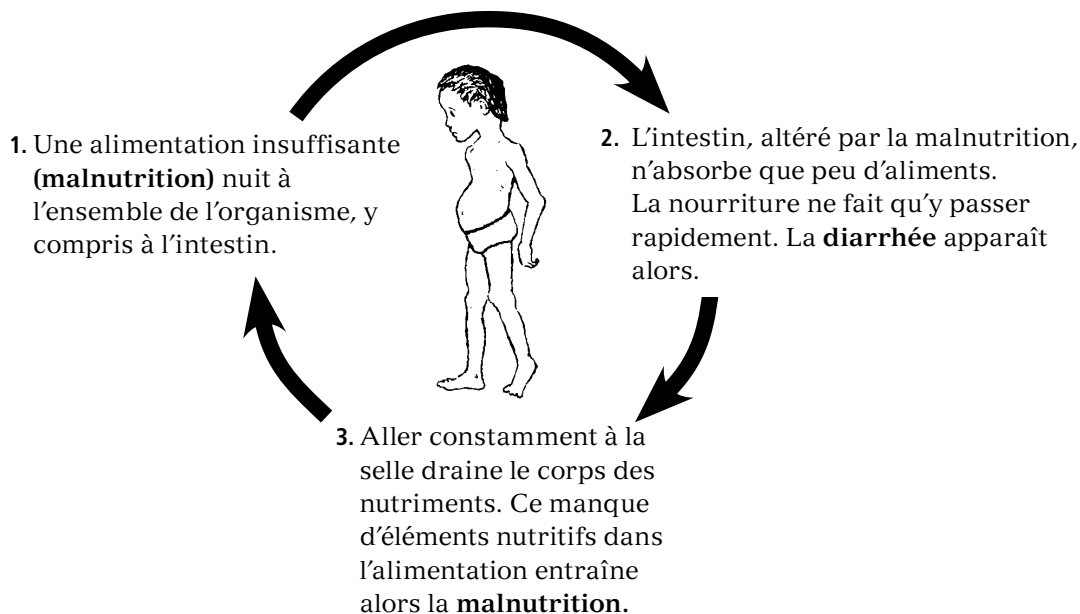 1. Une alimentation insuffisante
(malnutrition) nuit à
l’ensemble de l’organisme, y
compris à l’intestin.
2. L’intestin, altéré par la malnutrition,
n’absorbe que peu d’aliments.
La nourriture ne fait qu’y passer
rapidement. La diarrhée apparaît
alors.
3. Aller constamment à la
selle draine le corps des
nutriments. Ce manque
d’éléments nutritifs dans
l’alimentation entraîne
alors la malnutrition.